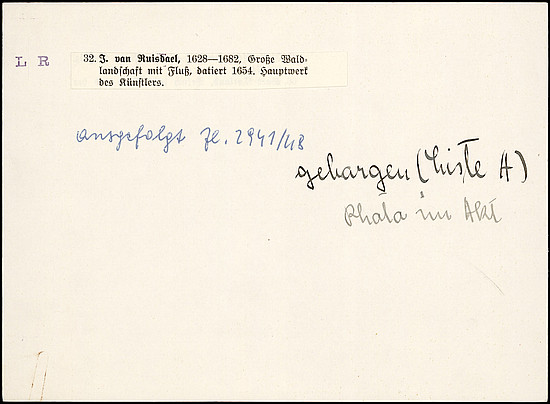 L R
32. J. van Ruisdael, 1628—1682, Große Wald-
landschaft mit Fluß, datiert 1654. Hauptwerk
des Künstlers.
ausgefolgt Zl. 2941/48
geborgen (Liste A)
Photo im Akt